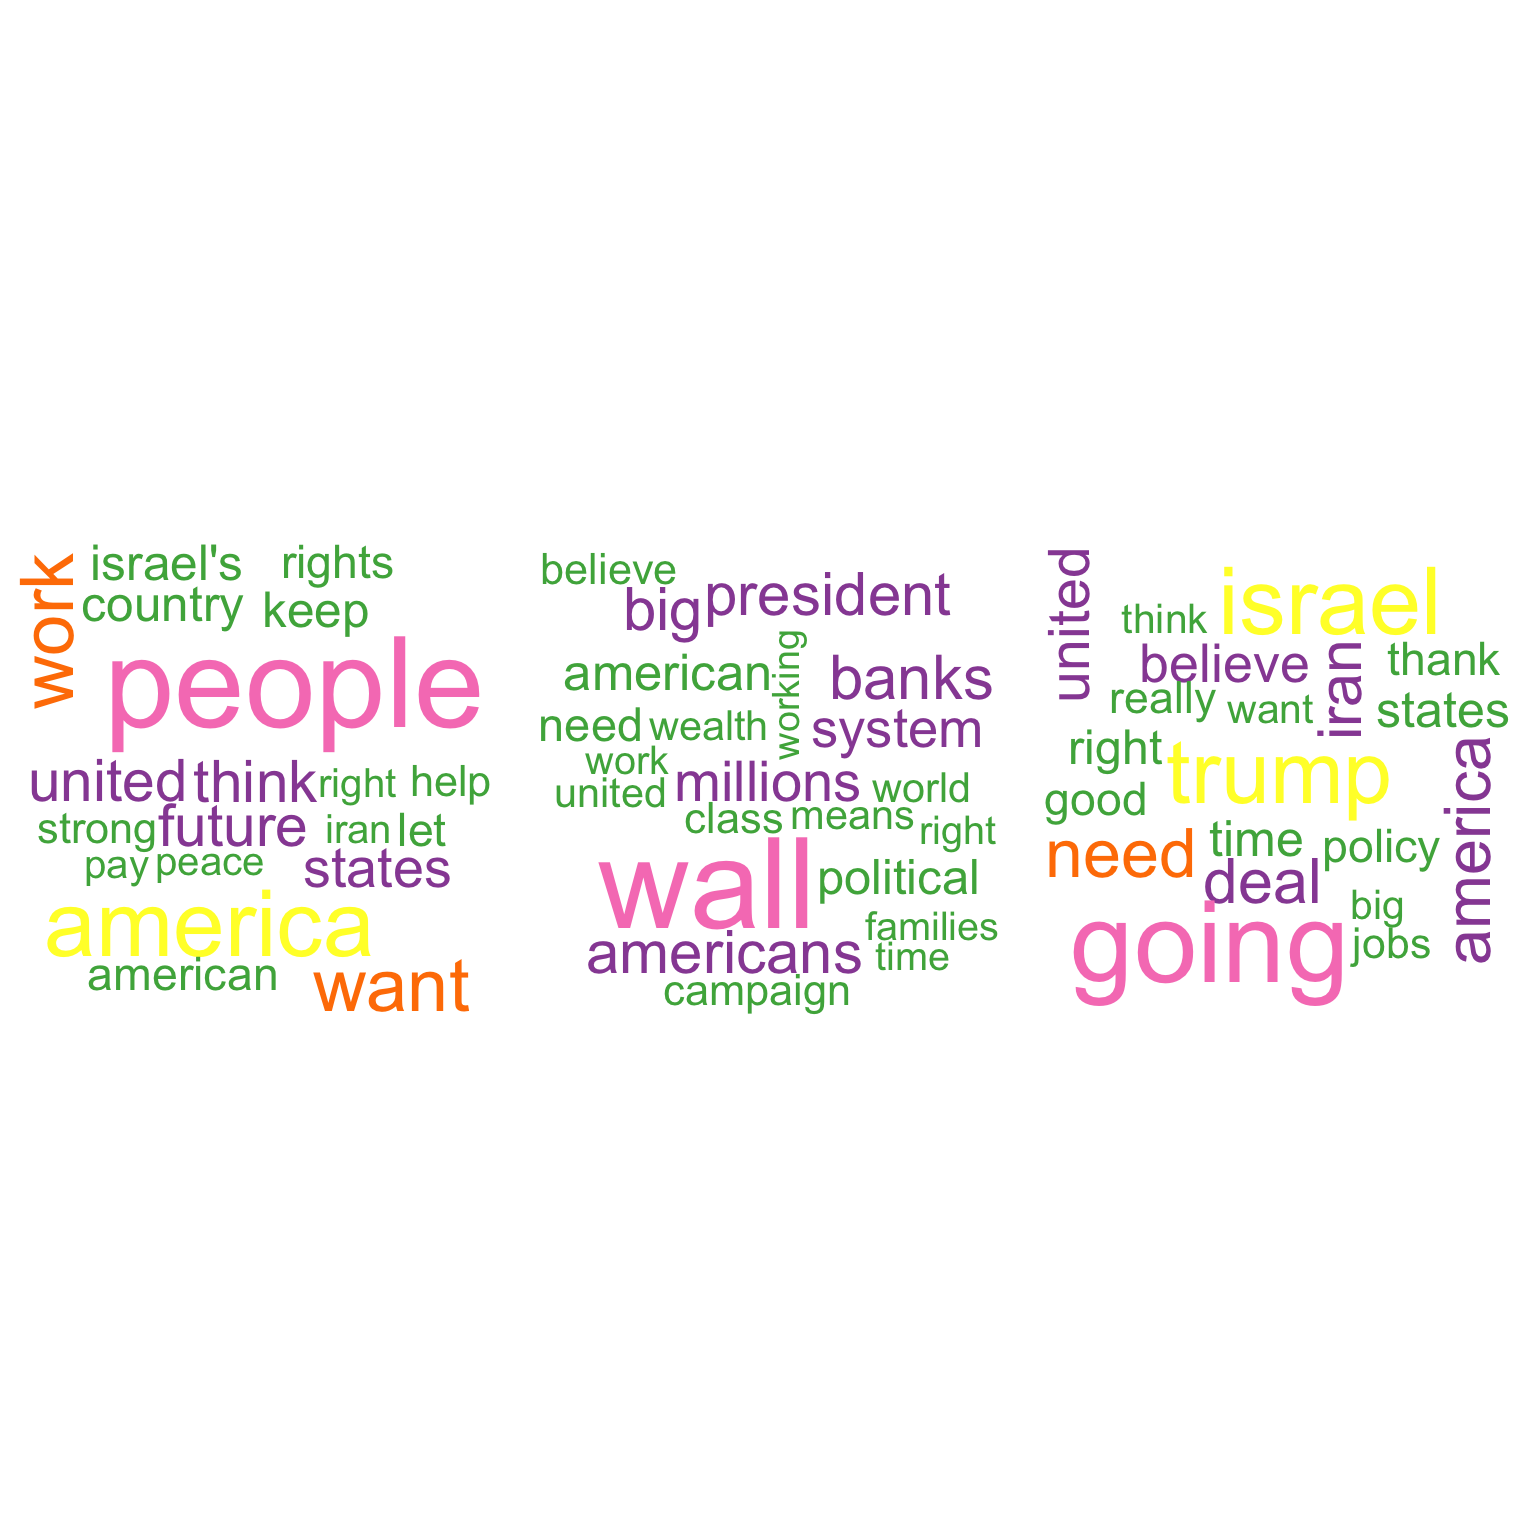 work
israel's rights
country keep
people
united think right help
strong future iran let
pay peace states
america
american want
believe
big president
american working banks
need wealth system
work millions world
united
class means right
wall political
families
americans time
campaign
united think israel
believe iran thank
really want states
right trump america
good
need time policy
deal big
going jobs